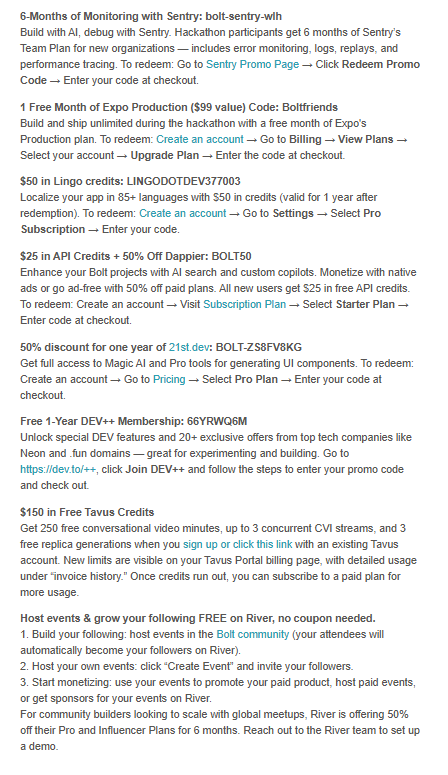 6-Months of Monitoring with Sentry: bolt-sentry-wlh
Build with AI, debug with Sentry. Hackathon participants get 6 months of Sentry's
Team Plan for new organizations — includes error monitoring, logs, replays, and
performance tracing. To redeem: Go to Sentry Promo Page → Click Redeem Promo
Code → Enter your code at checkout.
1 Free Month of Expo Production ($99 value) Code: Boltfriends
Build and ship unlimited during the hackathon with a free month of Expo's
Production plan. To redeem: Create an account → Go to Billing → View Plans →
Select your account → Upgrade Plan → Enter the code at checkout.
$50 in Lingo credits: LINGODOTDEV377003
Localize your app in 85+ languages with $50 in credits (valid for 1 year after
redemption). To redeem: Create an account → Go to Settings → Select Pro
Subscription → Enter your code.
$25 in API Credits + 50% Off Dappier: BOLT50
Enhance your Bolt projects with AI search and custom copilots. Monetize with native
ads or go ad-free with 50% off paid plans. All new users get $25 in free API credits.
To redeem: Create an account → Visit Subscription Plan → Select Starter Plan →
Enter code at checkout.
50% discount for one year of 21st.dev: BOLT-ZS8FV8KG
Get full access to Magic AI and Pro tools for generating UI components. To redeem:
Create an account → Go to Pricing → Select Pro Plan → Enter your code at
checkout.
Free 1-Year DEV++ Membership: 66YRWQ6M
Unlock special DEV features and 20+ exclusive offers from top tech companies like
Neon and .fun domains — great for experimenting and building. Go to
https://dev.to/++, click Join DEV++ and follow the steps to enter your promo code
and check out.
$150 in Free Tavus Credits
Get 250 free conversational video minutes, up to 3 concurrent CVI streams, and 3
free replica generations when you sign up or click this link with an existing Tavus
account. New limits are visible on your Tavus Portal billing page, with detailed usage
under “invoice history.” Once credits run out, you can subscribe to a paid plan for
more usage.
Host events & grow your following FREE on River, no coupon needed.
1. Build your following: host events in the Bolt community (your attendees will
automatically become your followers on River).
2. Host your own events: click “Create Event” and invite your followers.
3. Start monetizing: use your events to promote your paid product, host paid events,
or get sponsors for your events on River.
For community builders looking to scale with global meetups, River is offering 50%
off their Pro and Influencer Plans for 6 months. Reach out to the River team to set up
a demo.